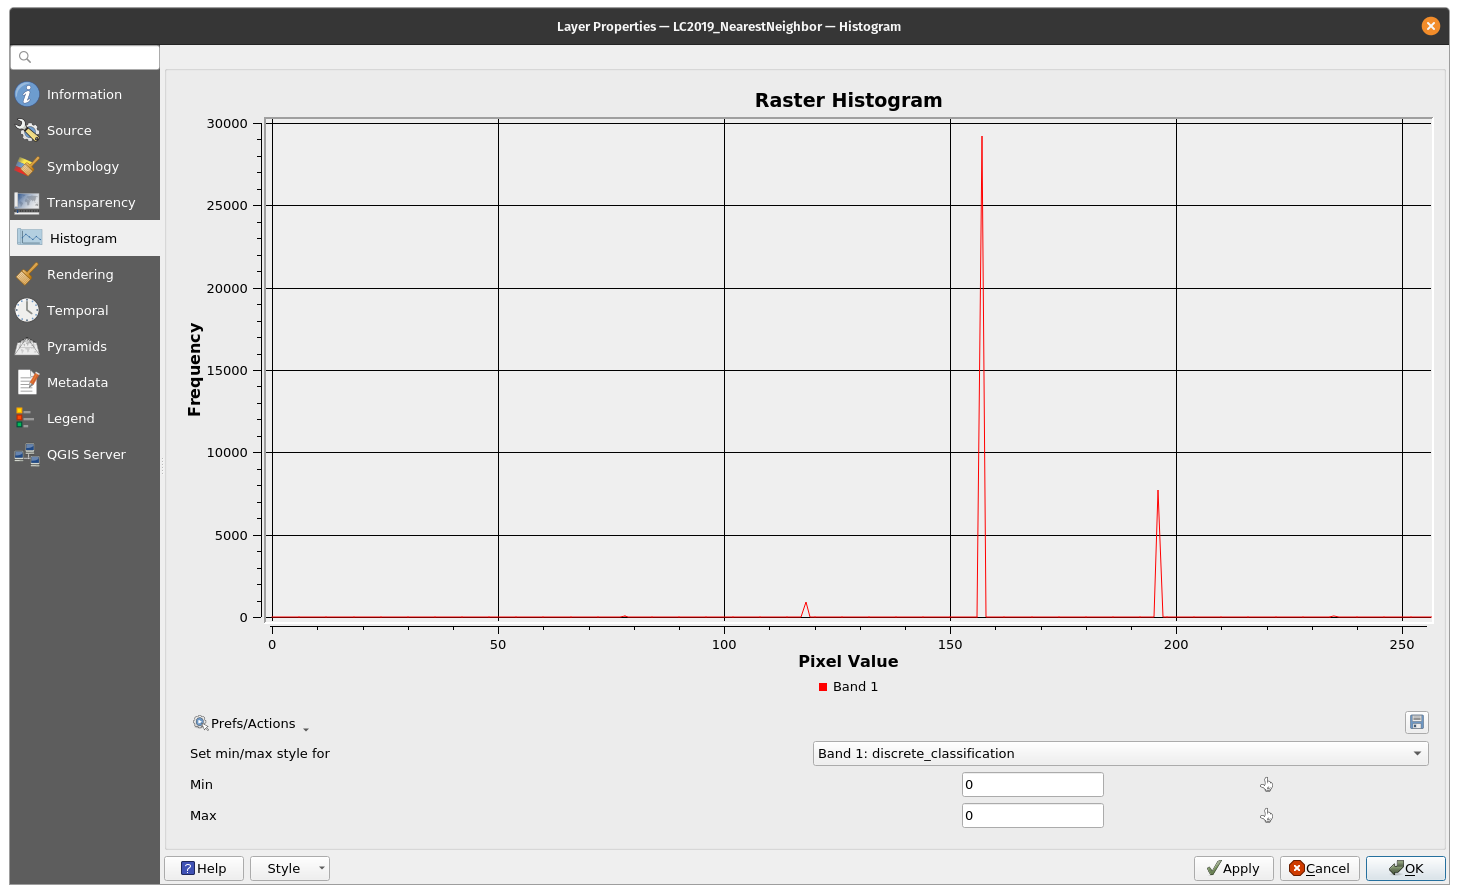 Layer Properties — LC2019_NearestNeighbor — Histogram
Information
Source
Symbology
Transparency
Histogram
Rendering
Temporal
Pyramids
Metadata
Legend
QGIS Server
Raster Histogram
30000
25000
20000
15000
10000
5000
0
Frequency
0 50 100 150 200 250
Pixel Value
Band 1
Prefs/Actions
Set min/max style for Band 1: discrete_classification
Min 0
Max 0
Help Style Apply Cancel OK